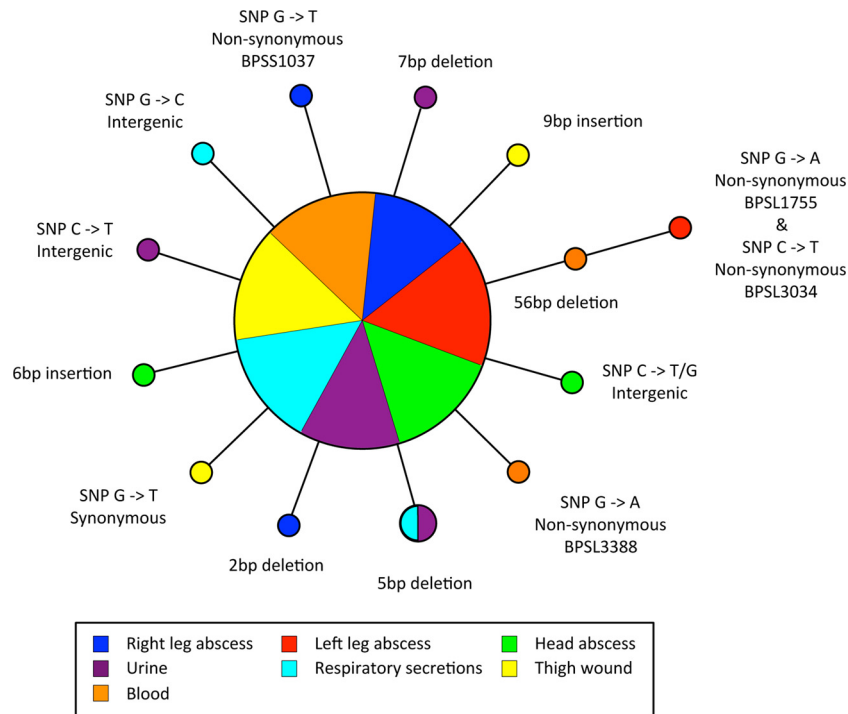 SNP G -> T
Non-synonymous
BPSS1037
7bp deletion
SNP G -> C
Intergenic
9bp insertion
SNP G -> A
Non-synonymous
BPSL1755
&
SNP C -> T
Non-synonymous
BPSL3034
SNP C -> T
Intergenic
56bp deletion
6bp insertion
SNP C -> T/G
Intergenic
SNP G -> T
Synonymous
SNP G -> A
Non-synonymous
BPSL3388
2bp deletion
5bp deletion
Right leg abscess
Left leg abscess
Head abscess
Urine
Respiratory secretions
Thigh wound
Blood